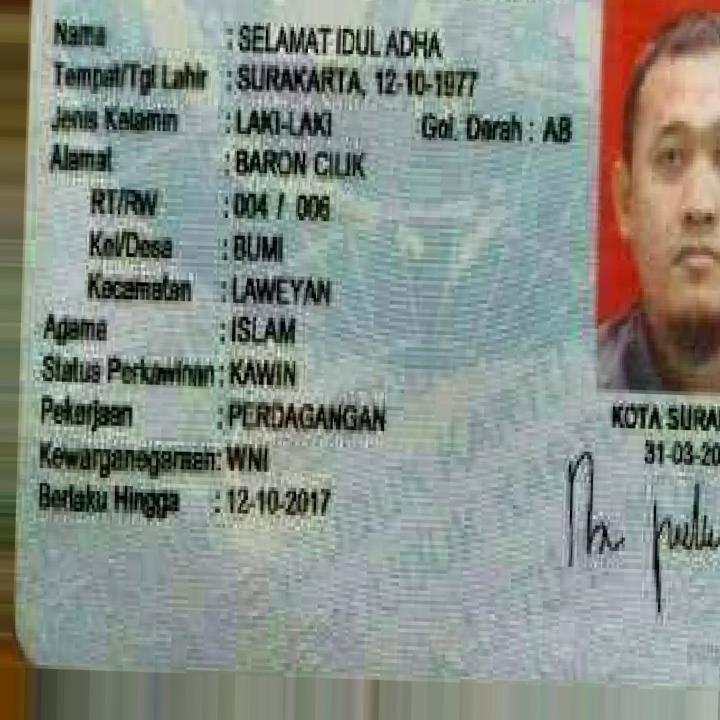 Nama : SELAMAT IDUL ADHA
Tempat/Tgl Lahir : SURAKARTA, 12-10-1977
Jenis Kelamin : LAKI-LAKI Gol. Darah : AB
Alamat : BARON CILIK
RT/RW : 004 / 006
Kel/Desa : BUMI
Kecamatan : LAWEYAN
Agama : ISLAM
Status Perkawinan : KAWIN
Pekerjaan : PERDAGANGAN
Kewarganegaraan: WNI
Berlaku Hingga : 12-10-2017
KOTA SURA
31-03-20